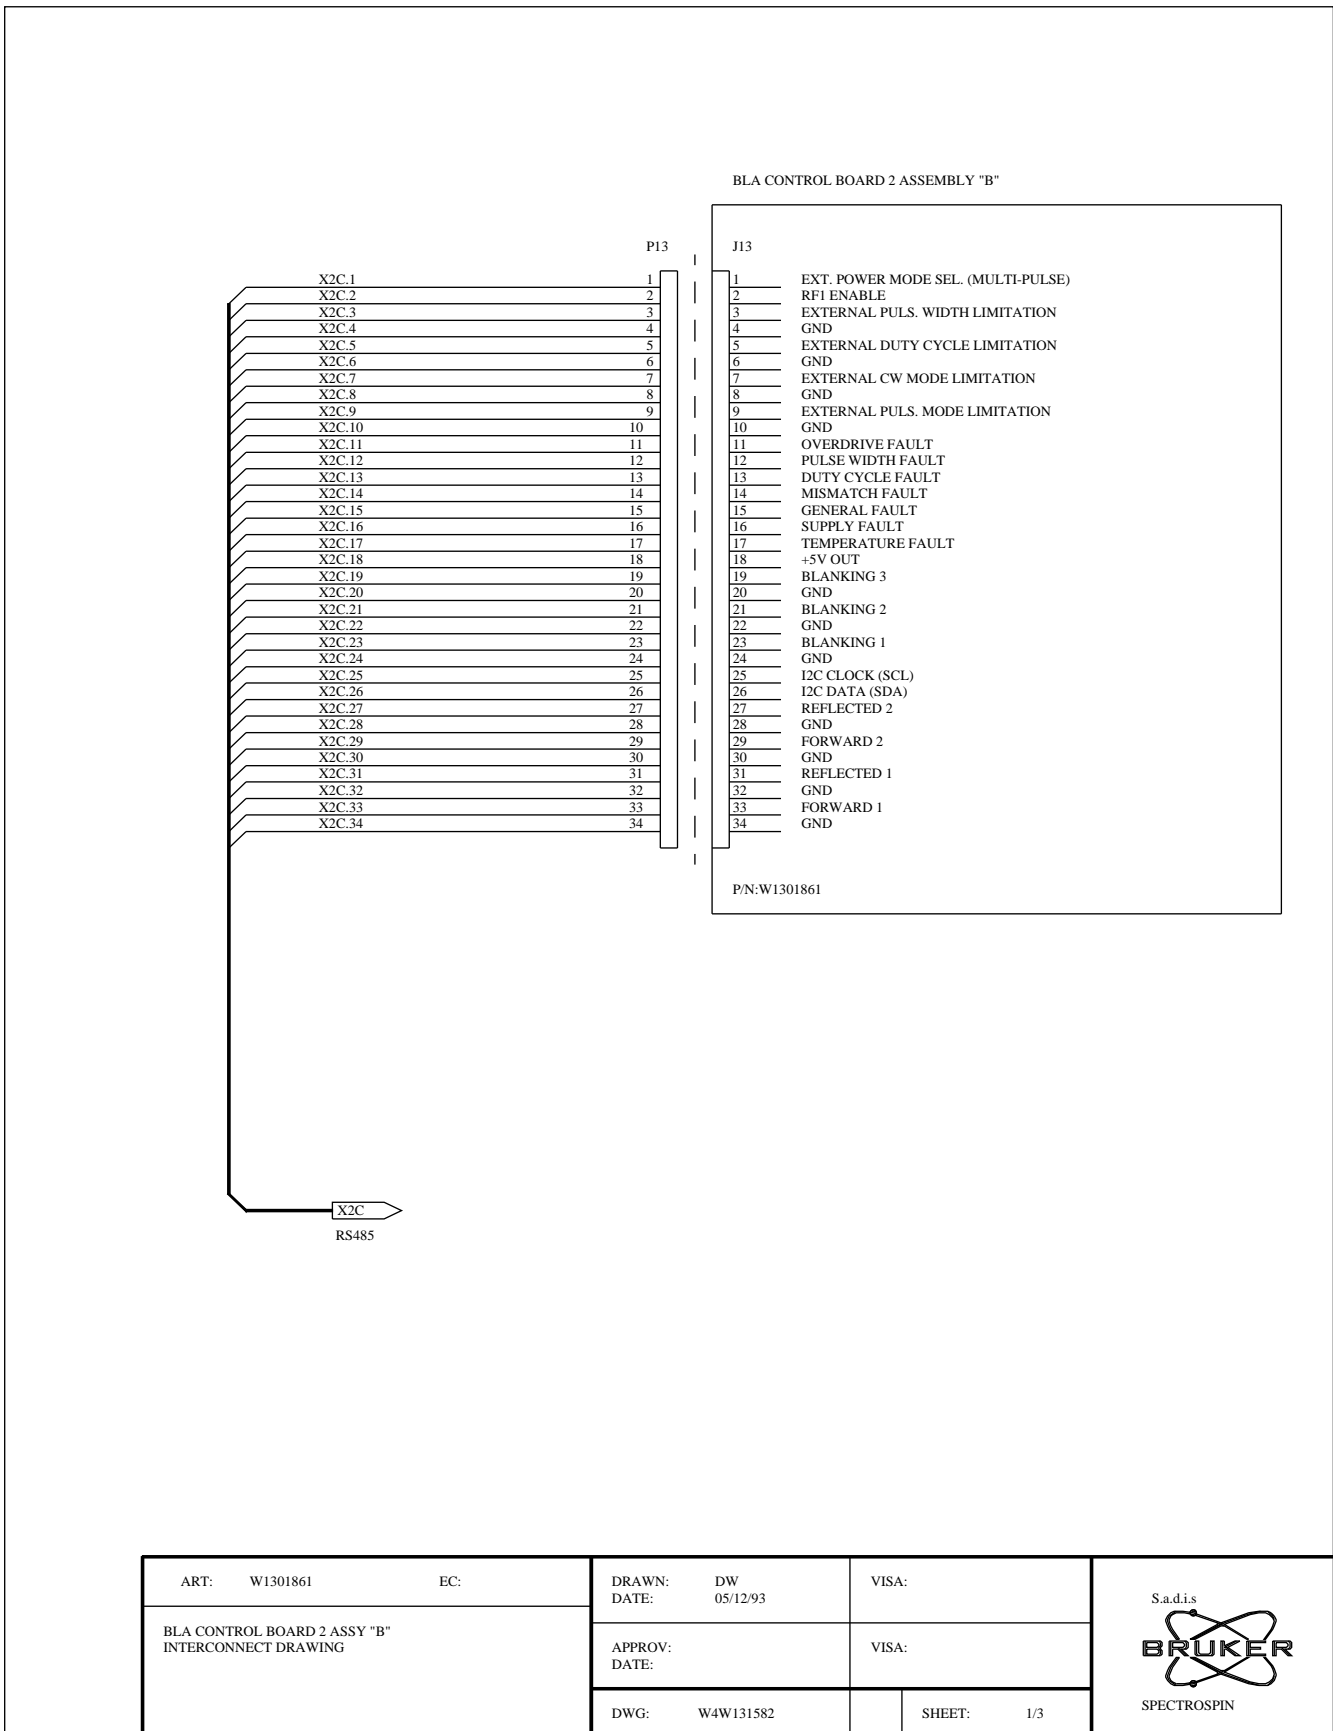 BLA CONTROL BOARD 2 ASSEMBLY "B"
P13 J13
X2C.1 1 1 EXT. POWER MODE SEL. (MULTI-PULSE)
X2C.2 2 2 RF1 ENABLE
X2C.3 3 3 EXTERNAL PULS. WIDTH LIMITATION
X2C.4 4 4 GND
X2C.5 5 5 EXTERNAL DUTY CYCLE LIMITATION
X2C.6 6 6 GND
X2C.7 7 7 EXTERNAL CW MODE LIMITATION
X2C.8 8 8 GND
X2C.9 9 9 EXTERNAL PULS. MODE LIMITATION
X2C.10 10 10 GND
X2C.11 11 11 OVERDRIVE FAULT
X2C.12 12 12 PULSE WIDTH FAULT
X2C.13 13 13 DUTY CYCLE FAULT
X2C.14 14 14 MISMATCH FAULT
X2C.15 15 15 GENERAL FAULT
X2C.16 16 16 SUPPLY FAULT
X2C.17 17 17 TEMPERATURE FAULT
X2C.18 18 18 +5V OUT
X2C.19 19 19 BLANKING 3
X2C.20 20 20 GND
X2C.21 21 21 BLANKING 2
X2C.22 22 22 GND
X2C.23 23 23 BLANKING 1
X2C.24 24 24 GND
X2C.25 25 25 I2C CLOCK (SCL)
X2C.26 26 26 I2C DATA (SDA)
X2C.27 27 27 REFLECTED 2
X2C.28 28 28 GND
X2C.29 29 29 FORWARD 2
X2C.30 30 30 GND
X2C.31 31 31 REFLECTED 1
X2C.32 32 32 GND
X2C.33 33 33 FORWARD 1
X2C.34 34 34 GND
P/N:W1301861
X2C
RS485
ART: W1301861 EC:
BLA CONTROL BOARD 2 ASSY "B"
INTERCONNECT DRAWING
DRAWN: DW
DATE: 05/12/93
VISA:
APPROV:
DATE:
VISA:
DWG: W4W131582
SHEET: 1/3
S.a.d.i.s
BRUKER
SPECTROSPIN